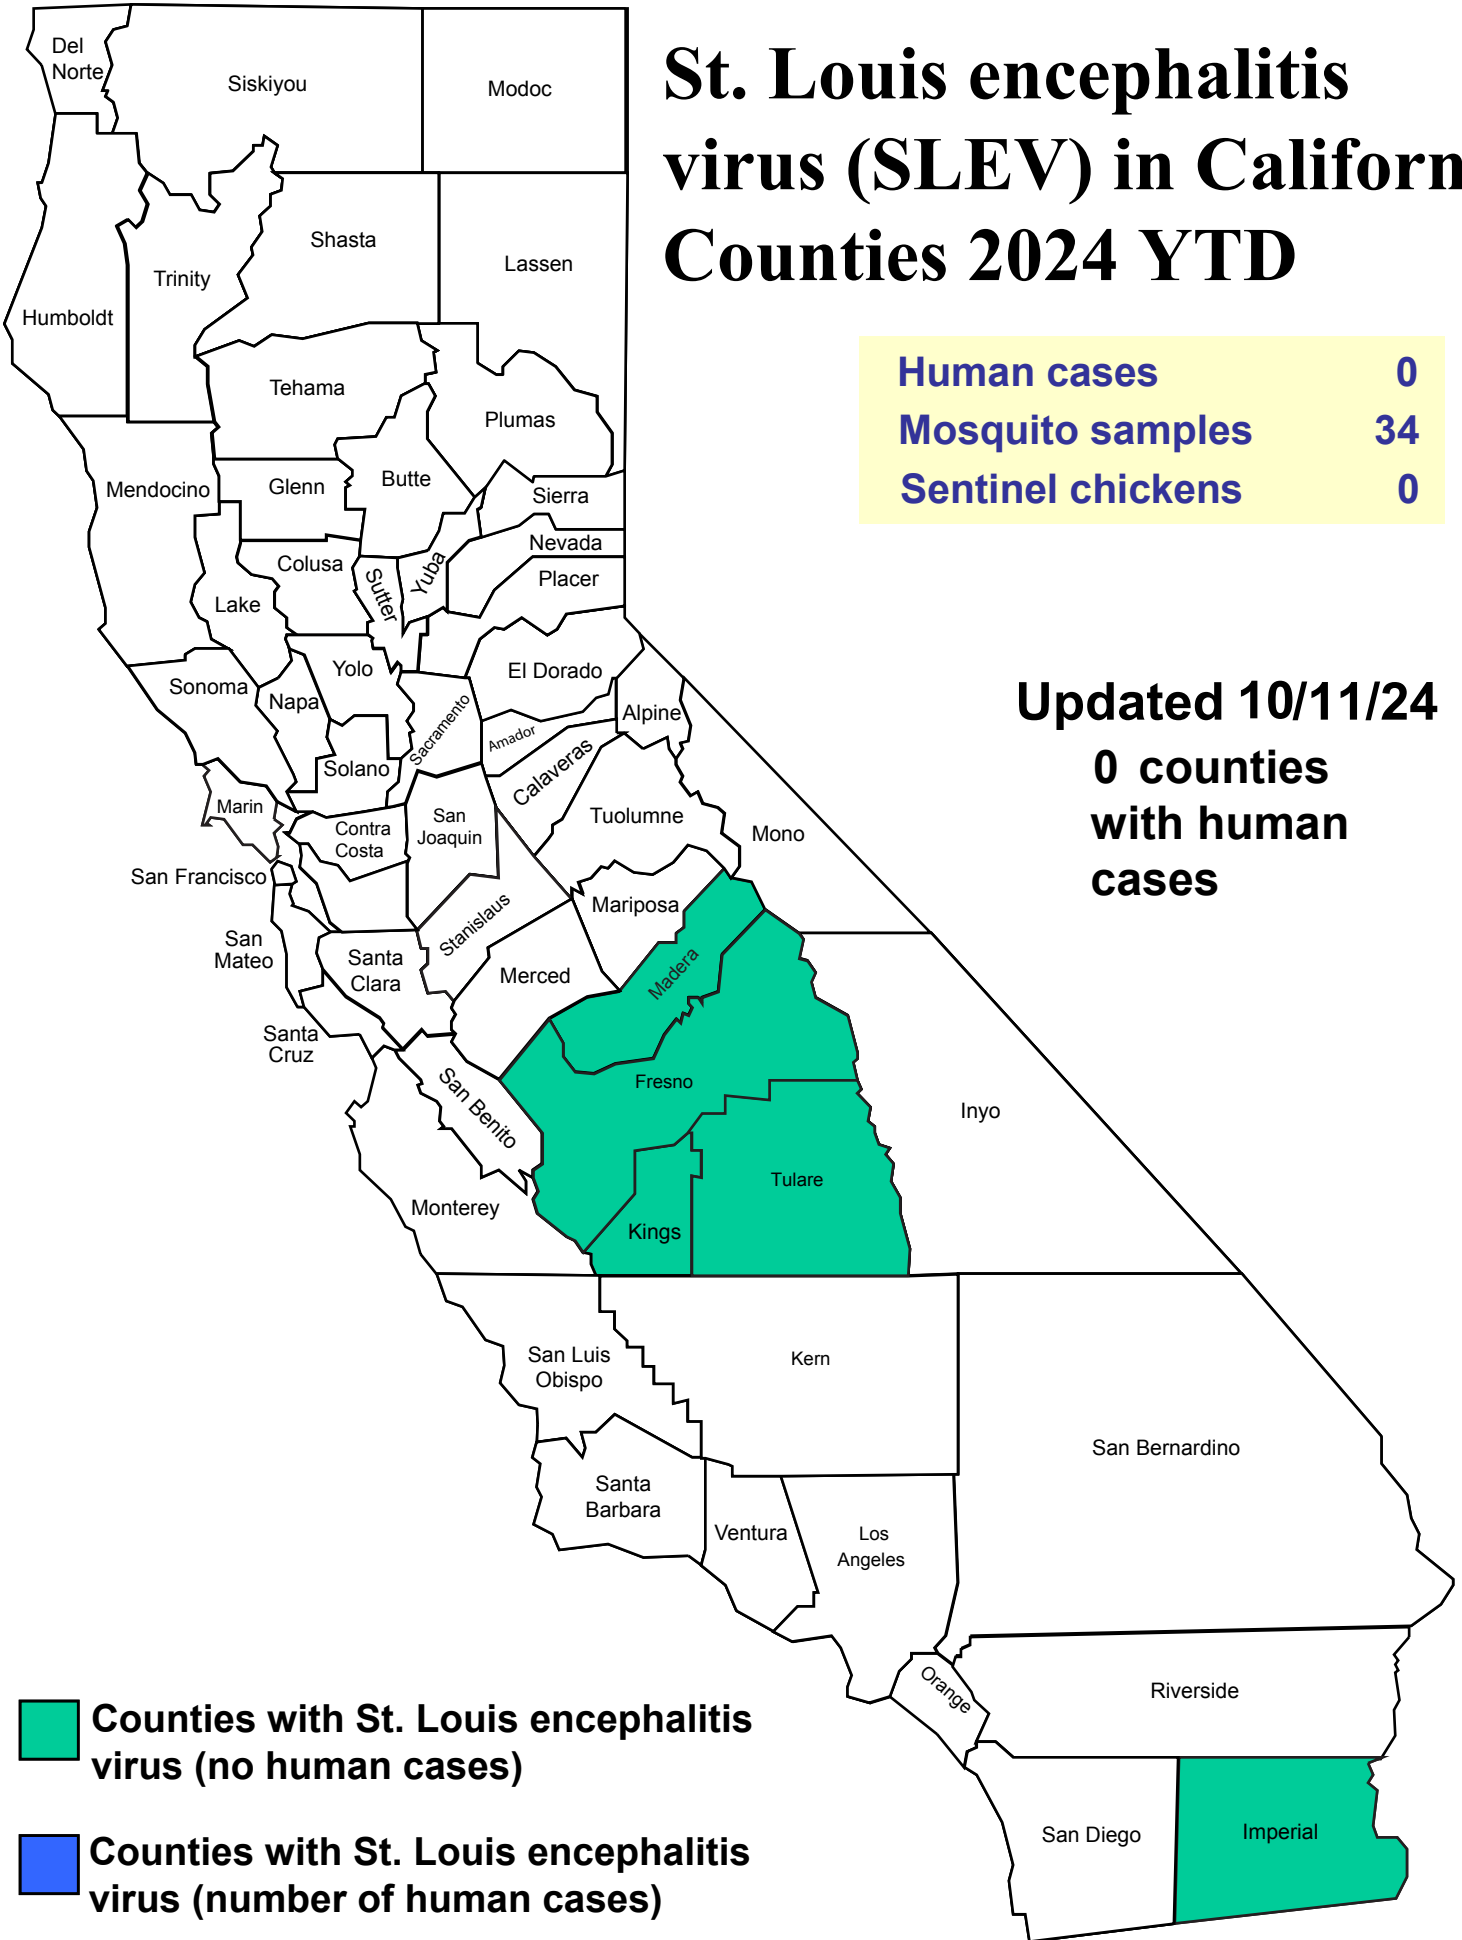 St. Louis encephalitis
virus (SLEV) in Californ
Counties 2024 YTD
Human cases 0
Mosquito samples 34
Sentinel chickens 0
Updated 10/11/24
0 counties
with human
cases
Del
Norte
Siskiyou
Modoc
Shasta
Lassen
Trinity
Humboldt
Tehama
Plumas
Mendocino
Glenn
Butte
Sierra
Nevada
Colusa
Sutter
Yuba
Placer
Lake
Yolo
El Dorado
Sonoma
Napa
Sacramento
Amador
Alpine
Solano
Calaveras
Marin
Contra
Costa
San
Joaquin
Tuolumne
Mono
San Francisco
Stanislaus
Mariposa
San
Mateo
Santa
Clara
Merced
Madera
Santa
Cruz
San Benito
Fresno
Inyo
Monterey
Kings
Tulare
San Luis
Obispo
Kern
San Bernardino
Santa
Barbara
Ventura
Los
Angeles
Orange
Riverside
San Diego
Imperial
Counties with St. Louis encephalitis
virus (no human cases)
Counties with St. Louis encephalitis
virus (number of human cases)